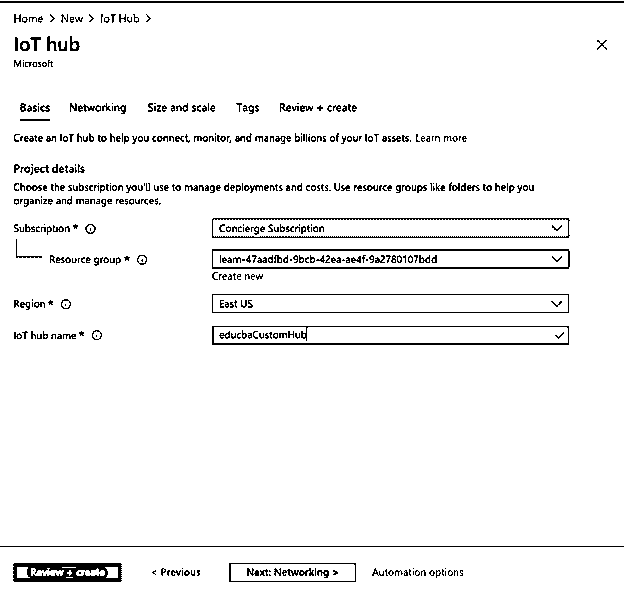 Home > New > IoT Hub >
IoT hub
Microsoft
Basics Networking Size and scale Tags Review + create
Create an IoT hub to help you connect, monitor, and manage billions of your IoT assets. Learn more
Project details
Choose the subscription you'll use to manage deployments and costs. Use resource groups like folders to help you
organize and manage resources.
Subscription * Concierge Subscription
Resource group * learn-47aadfbd-9bcb-42ea-ae4f-9a2780107bdd
Create new
Region * East US
IoT hub name * educbaCustomHub
Review + create < Previous Next: Networking > Automation options